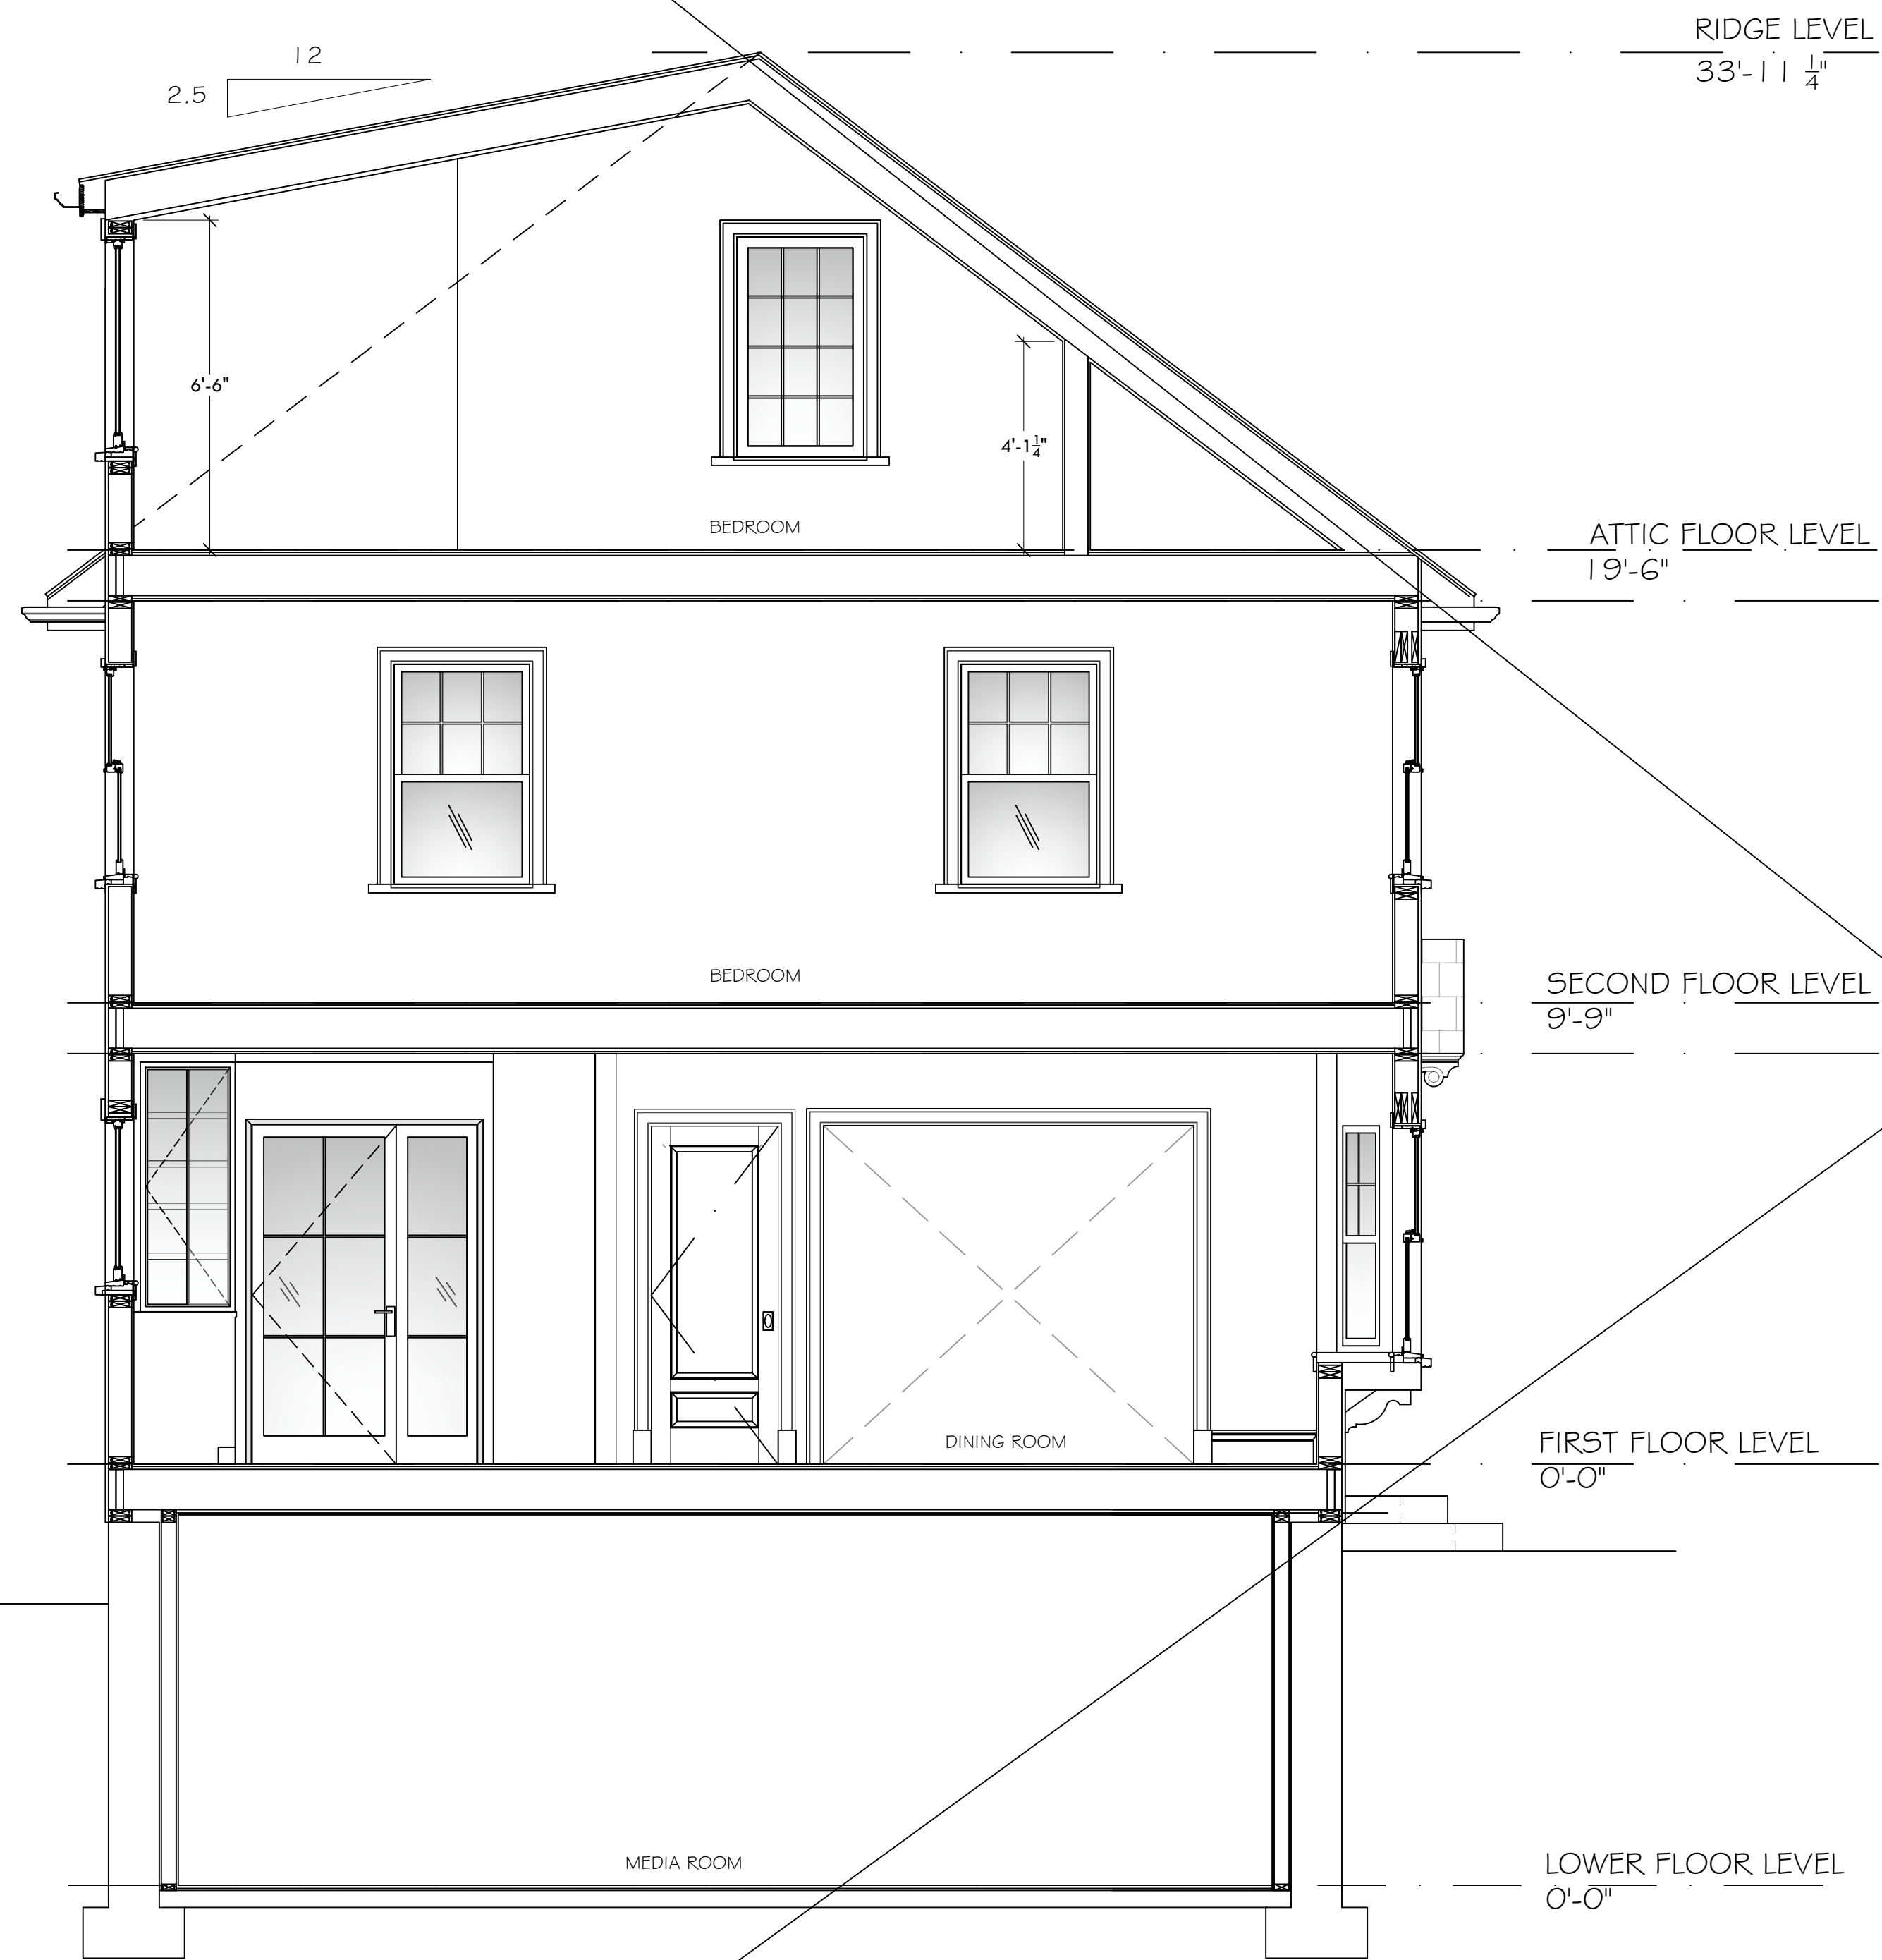 RIDGE LEVEL
12
33'-11 1/4"
2.5
6'-6"
4'-1 1/4"
BEDROOM
ATTIC FLOOR LEVEL
19'-6"
BEDROOM
SECOND FLOOR LEVEL
9'-9"
DINING ROOM
FIRST FLOOR LEVEL
0'-0"
MEDIA ROOM
LOWER FLOOR LEVEL
0'-0"